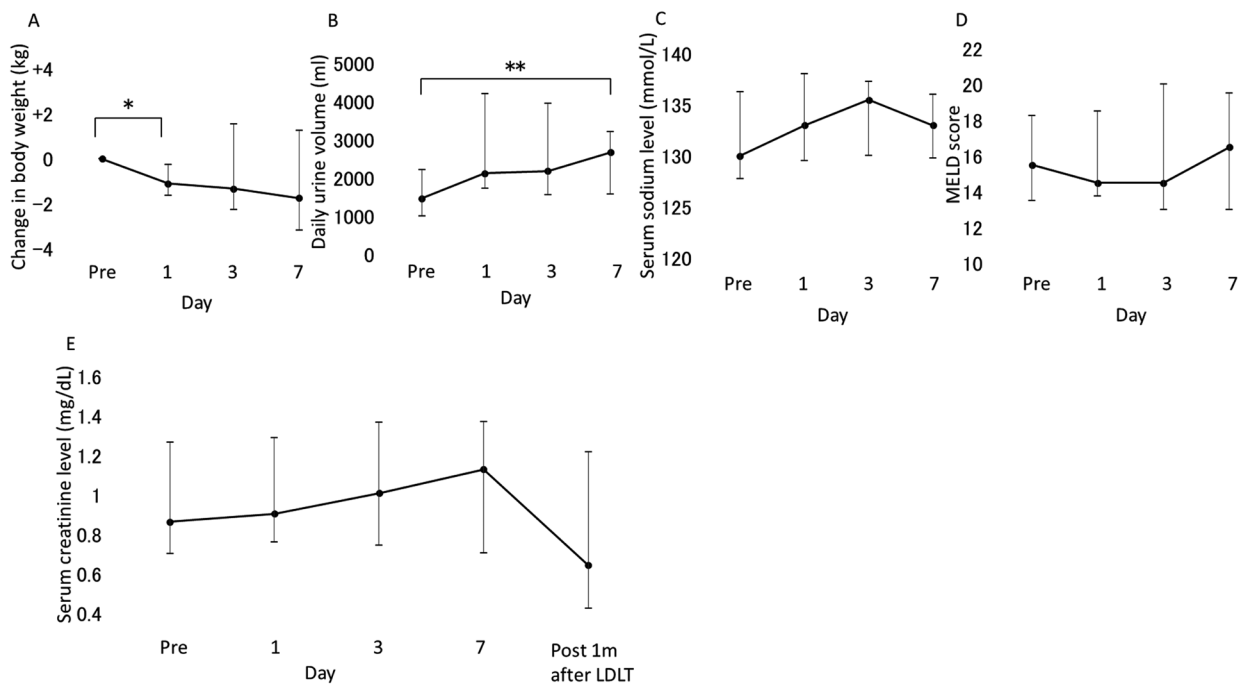 A
Change in body weight (kg)
+4
+2
0
−2
−4
*
Pre
1
3
7
Day
B
Daily urine volume (ml)
5000
4000
3000
2000
1000
0
**
Pre
1
3
7
Day
C
Serum sodium level (mmol/L)
140
135
130
125
120
Pre
1
3
7
Day
D
MELD score
22
20
18
16
14
12
10
Pre
1
3
7
Day
E
Serum creatinine level (mg/dL)
1.6
1.4
1.2
1
0.8
0.6
0.4
Pre
1
3
7
Post 1m
after LDLT
Day